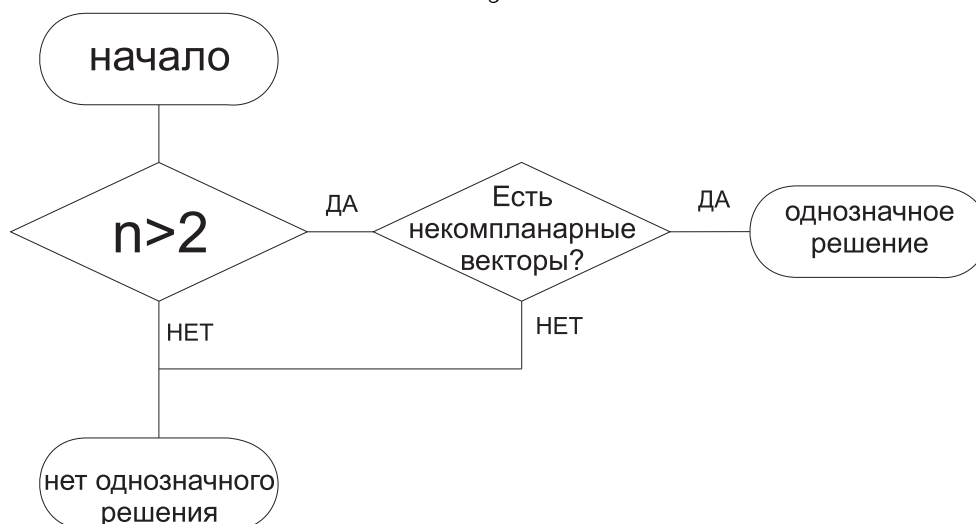 начало
n>2
ДА
Есть
некомпланарные
векторы?
ДА
однозначное
решение
НЕТ
НЕТ
нет однозначного
решения